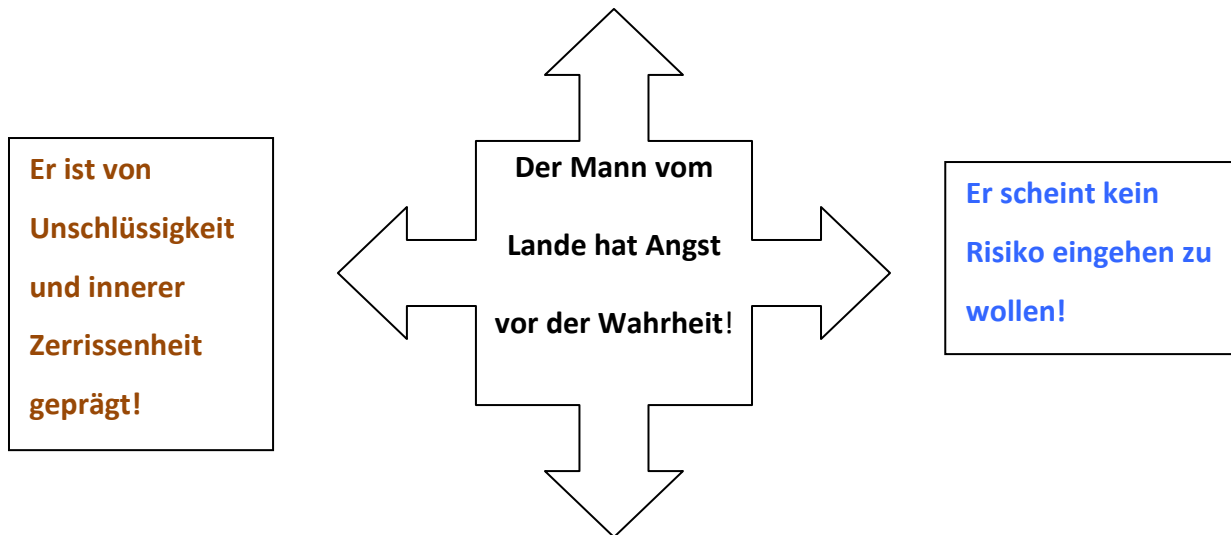 Er ist von
Unschlüssigkeit
und innerer
Zerrissenheit
geprägt!
Der Mann vom
Lande hat Angst
vor der Wahrheit!
Er scheint kein
Risiko eingehen zu
wollen!